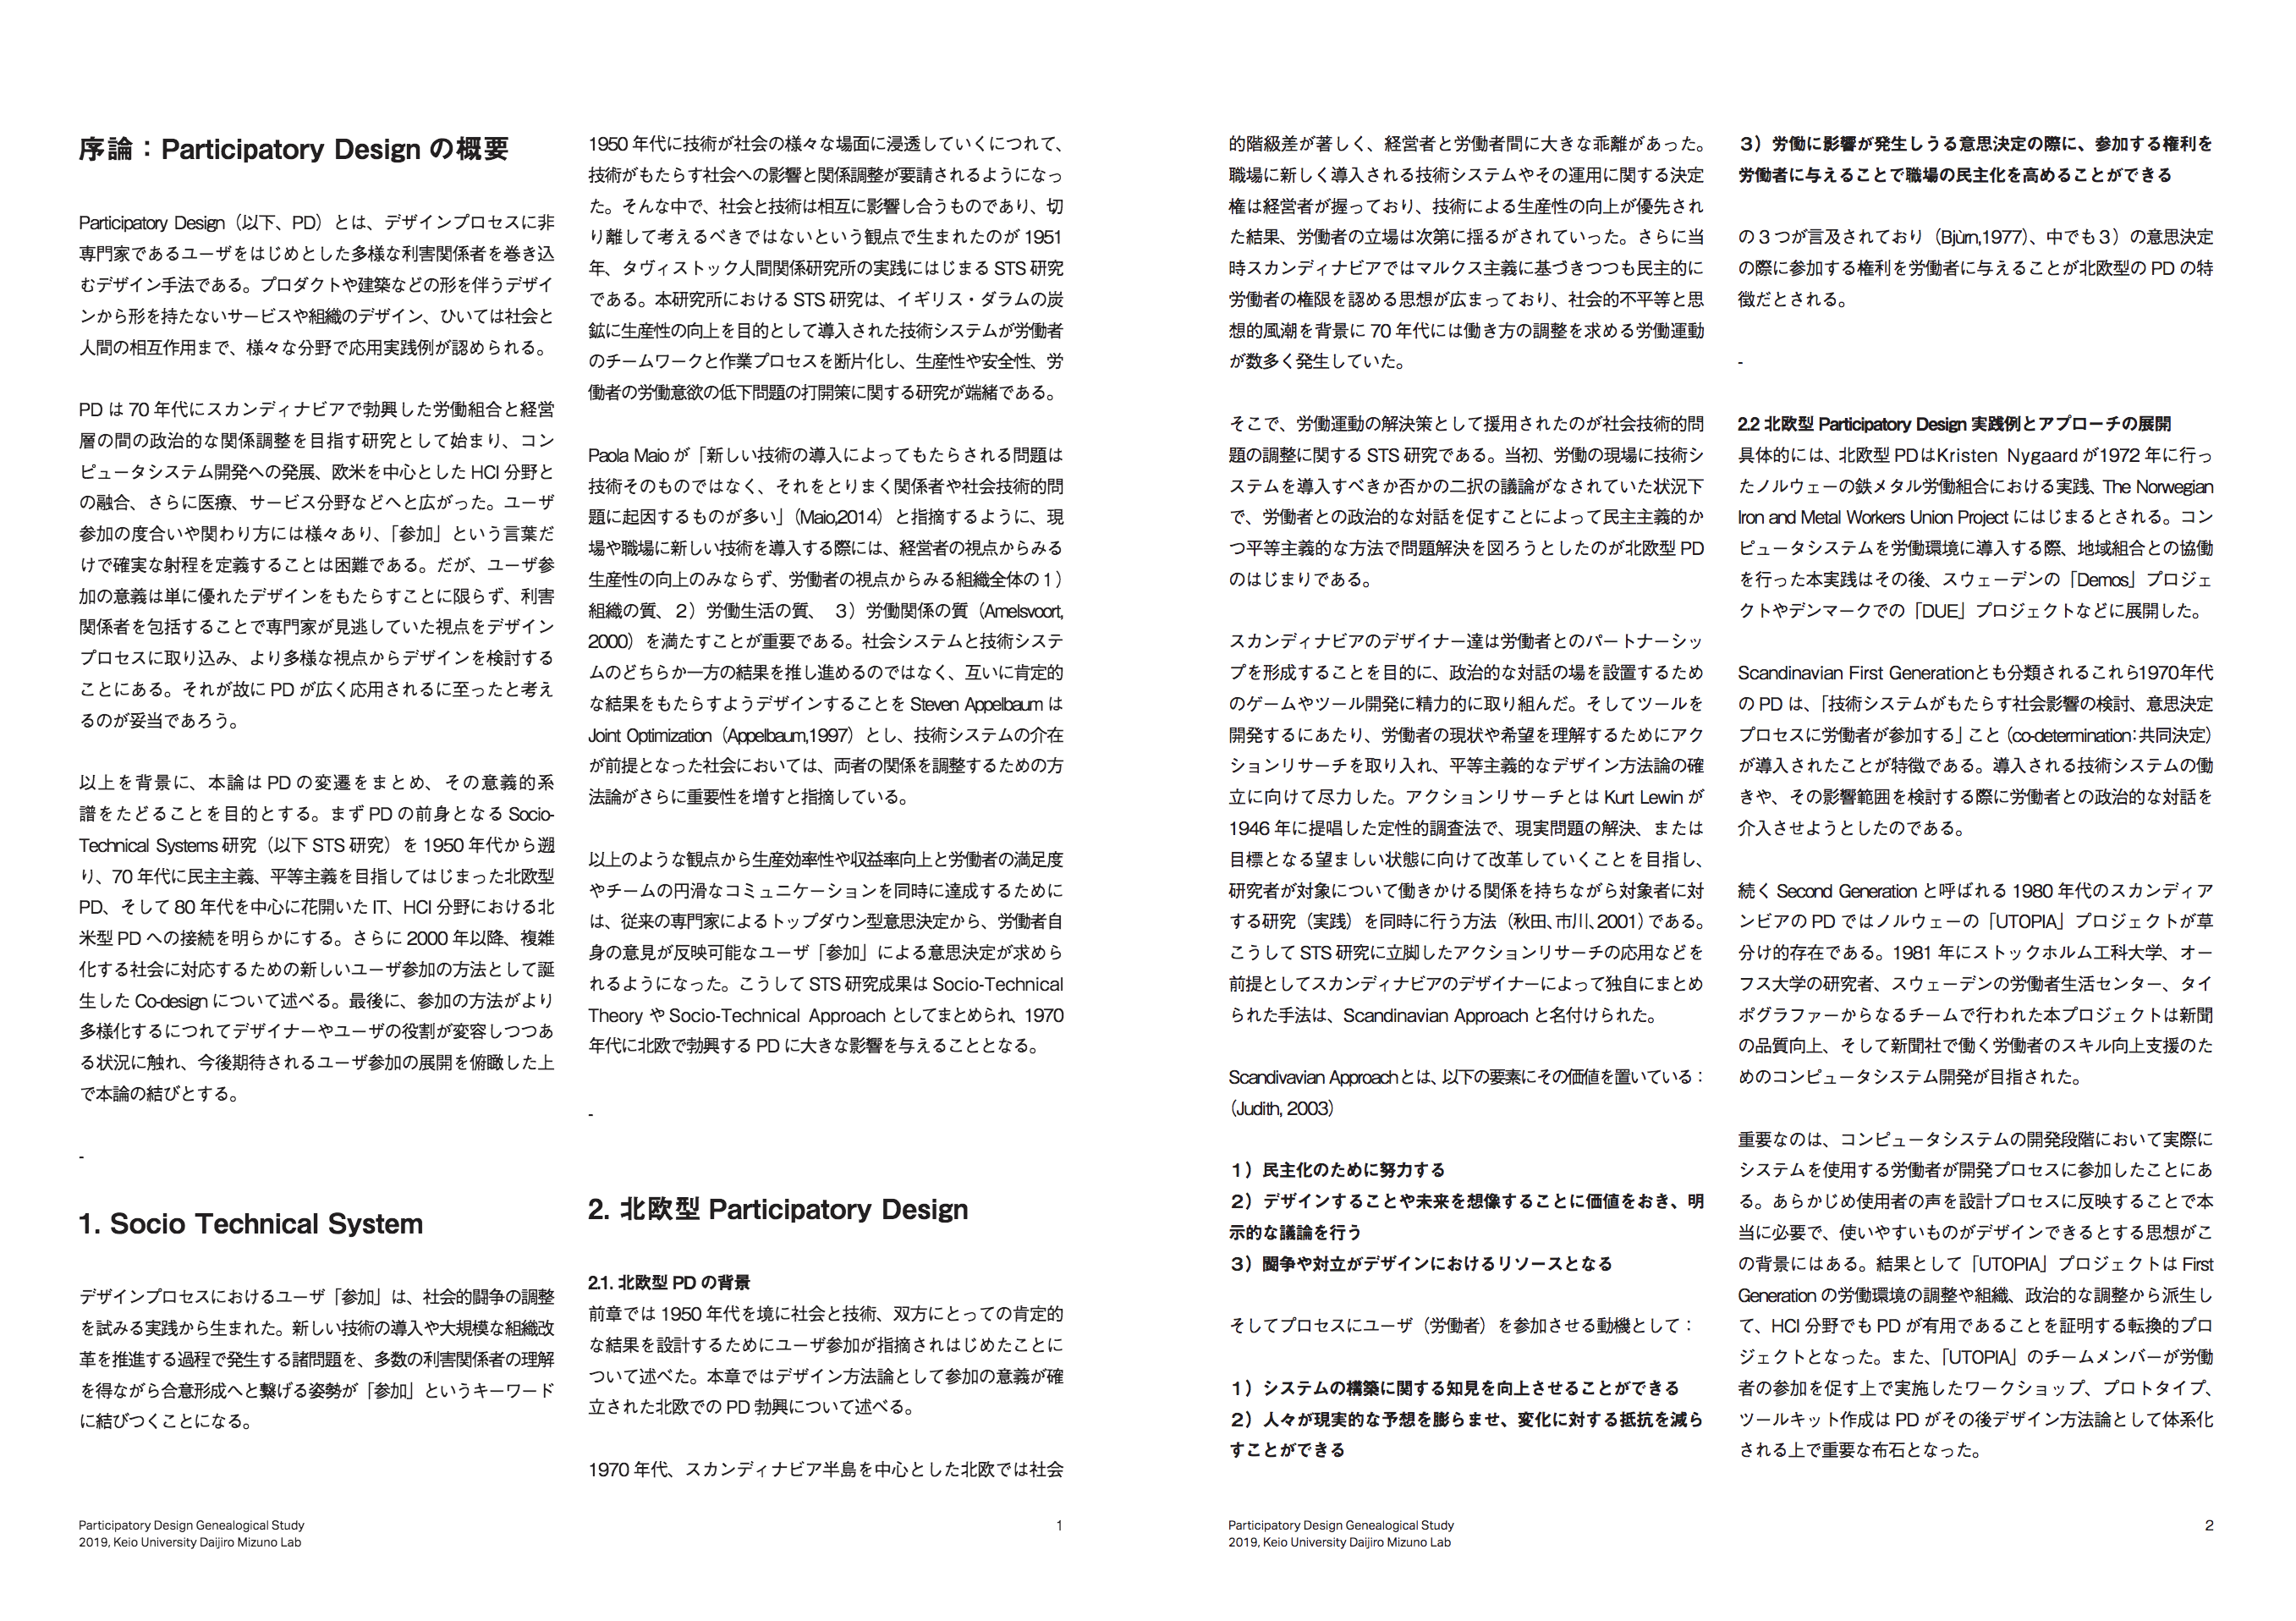 序論：Participatory Design の概要
Participatory Design（以下、PD）とは、デザインプロセスに非
専門家であるユーザをはじめとした多様な利害関係者を巻き込
むデザイン手法である。プロダクトや建築などの形を伴うデザイ
ンから形を持たないサービスや組織のデザイン、ひいては社会と
人間の相互作用まで、様々な分野で応用実践例が認められる。
PD は 70 年代にスカンディナビアで勃興した労働組合と経営
層の間の政治的な関係調整を目指す研究として始まり、コン
ピュータシステム開発への発展、欧米を中心とした HCI 分野と
の融合、さらに医療、サービス分野などへと広がった。ユーザ
参加の度合いや関わり方には様々あり、「参加」という言葉だ
けで確実な射程を定義することは困難である。だが、ユーザ参
加の意義は単に優れたデザインをもたらすことに限らず、利害
関係者を包括することで専門家が見逃していた視点をデザイン
プロセスに取り込み、より多様な視点からデザインを検討する
ことにある。それが故に PD が広く応用されるに至ったと考え
るのが妥当であろう。
以上を背景に、本論は PD の変遷をまとめ、その意義的系
譜をたどることを目的とする。まず PD の前身となる Socio-
Technical Systems 研究（以下 STS 研究）を 1950 年代から遡
り、70 年代に民主主義、平等主義を目指してはじまった北欧型
PD、そして 80 年代を中心に花開いた IT、HCI 分野における北
米型 PD への接続を明らかにする。さらに 2000 年以降、複雑
化する社会に対応するための新しいユーザ参加の方法として誕
生した Co-design について述べる。最後に、参加の方法がより
多様化するにつれてデザイナーやユーザの役割が変容しつつあ
る状況に触れ、今後期待されるユーザ参加の展開を俯瞰した上
で本論の結びとする。
-
1. Socio Technical System
デザインプロセスにおけるユーザ「参加」は、社会的闘争の調整
を試みる実践から生まれた。新しい技術の導入や大規模な組織改
革を推進する過程で発生する諸問題を、多数の利害関係者の理解
を得ながら合意形成へと繋げる姿勢が「参加」というキーワード
に結びつくことになる。
1950 年代に技術が社会の様々な場面に浸透していくにつれて、
技術がもたらす社会への影響と関係調整が要請されるようになっ
た。そんな中で、社会と技術は相互に影響し合うものであり、切
り離して考えるべきではないという観点で生まれたのが 1951
年、タヴィストック人間関係研究所の実践にはじまる STS 研究
である。本研究所における STS 研究は、イギリス・ダラムの炭
鉱に生産性の向上を目的として導入された技術システムが労働者
のチームワークと作業プロセスを断片化し、生産性や安全性、労
働者の労働意欲の低下問題の打開策に関する研究が端緒である。
Paola Maio が「新しい技術の導入によってもたらされる問題は
技術そのものではなく、それをとりまく関係者や社会技術的問
題に起因するものが多い」（Maio,2014）と指摘するように、現
場や職場に新しい技術を導入する際には、経営者の視点からみる
生産性の向上のみならず、労働者の視点からみる組織全体の 1）
組織の質、2）労働生活の質、 3）労働関係の質（Amelsvoort,
2000）を満たすことが重要である。社会システムと技術システ
ムのどちらか一方の結果を推し進めるのではなく、互いに肯定的
な結果をもたらすようデザインすることを Steven Appelbaum は
Joint Optimization（Appelbaum,1997）とし、技術システムの介在
が前提となった社会においては、両者の関係を調整するための方
法論がさらに重要性を増すと指摘している。
以上のような観点から生産効率性や収益率向上と労働者の満足度
やチームの円滑なコミュニケーションを同時に達成するために
は、従来の専門家によるトップダウン型意思決定から、労働者自
身の意見が反映可能なユーザ「参加」による意思決定が求めら
れるようになった。こうして STS 研究成果は Socio-Technical
Theory や Socio-Technical Approach としてまとめられ、1970
年代に北欧で勃興する PD に大きな影響を与えることとなる。
-
2. 北欧型 Participatory Design
2.1. 北欧型 PD の背景
前章では 1950 年代を境に社会と技術、双方にとっての肯定的
な結果を設計するためにユーザ参加が指摘されはじめたことに
ついて述べた。本章ではデザイン方法論として参加の意義が確
立された北欧での PD 勃興について述べる。
1970 年代、スカンディナビア半島を中心とした北欧では社会
Participatory Design Genealogical Study
2019, Keio University Daijiro Mizuno Lab
1
的階級差が著しく、経営者と労働者間に大きな乖離があった。
職場に新しく導入される技術システムやその運用に関する決定
権は経営者が握っており、技術による生産性の向上が優先され
た結果、労働者の立場は次第に揺るがされていった。さらに当
時スカンディナビアではマルクス主義に基づきつつも民主的に
労働者の権限を認める思想が広まっており、社会的不平等と思
想的風潮を背景に 70 年代には働き方の調整を求める労働運動
が数多く発生していた。
そこで、労働運動の解決策として援用されたのが社会技術的問
題の調整に関する STS 研究である。当初、労働の現場に技術シ
ステムを導入すべきか否かの二択の議論がなされていた状況下
で、労働者との政治的な対話を促すことによって民主主義的か
つ平等主義的な方法で問題解決を図ろうとしたのが北欧型 PD
のはじまりである。
スカンディナビアのデザイナー達は労働者とのパートナーシッ
プを形成することを目的に、政治的な対話の場を設置するため
のゲームやツール開発に精力的に取り組んだ。そしてツールを
開発するにあたり、労働者の現状や希望を理解するためにアク
ションリサーチを取り入れ、平等主義的なデザイン方法論の確
立に向けて尽力した。アクションリサーチとは Kurt Lewin が
1946 年に提唱した定性的調査法で、現実問題の解決、または
目標となる望ましい状態に向けて改革していくことを目指し、
研究者が対象について働きかける関係を持ちながら対象者に対
する研究（実践）を同時に行う方法（秋田、市川、2001）である。
こうして STS 研究に立脚したアクションリサーチの応用などを
前提としてスカンディナビアのデザイナーによって独自にまとめ
られた手法は、Scandinavian Approach と名付けられた。
Scandivavian Approachとは、以下の要素にその価値を置いている：
（Judith, 2003）
1）民主化のために努力する
2）デザインすることや未来を想像することに価値をおき、明
示的な議論を行う
3）闘争や対立がデザインにおけるリソースとなる
そしてプロセスにユーザ（労働者）を参加させる動機として：
1）システムの構築に関する知見を向上させることができる
2）人々が現実的な予想を膨らませ、変化に対する抵抗を減ら
すことができる
3）労働に影響が発生しうる意思決定の際に、参加する権利を
労働者に与えることで職場の民主化を高めることができる
の 3 つが言及されており（Bjùrn,1977）、中でも 3）の意思決定
の際に参加する権利を労働者に与えることが北欧型の PD の特
徴だとされる。
-
2.2 北欧型 Participatory Design 実践例とアプローチの展開
具体的には、北欧型 PDはKristen Nygaard が1972 年に行っ
たノルウェーの鉄メタル労働組合における実践、The Norwegian
Iron and Metal Workers Union Project にはじまるとされる。コン
ピュータシステムを労働環境に導入する際、地域組合との協働
を行った本実践はその後、スウェーデンの「Demos」プロジェ
クトやデンマークでの「DUE」プロジェクトなどに展開した。
Scandinavian First Generationとも分類されるこれら1970年代
の PD は、「技術システムがもたらす社会影響の検討、意思決定
プロセスに労働者が参加する」こと（co-determination：共同決定）
が導入されたことが特徴である。導入される技術システムの働
きや、その影響範囲を検討する際に労働者との政治的な対話を
介入させようとしたのである。
続く Second Generation と呼ばれる 1980 年代のスカンディア
ンビアの PD ではノルウェーの「UTOPIA」プロジェクトが草
分け的存在である。1981 年にストックホルム工科大学、オー
フス大学の研究者、スウェーデンの労働者生活センター、タイ
ポグラファーからなるチームで行われた本プロジェクトは新聞
の品質向上、そして新聞社で働く労働者のスキル向上支援のた
めのコンピュータシステム開発が目指された。
重要なのは、コンピュータシステムの開発段階において実際に
システムを使用する労働者が開発プロセスに参加したことにあ
る。あらかじめ使用者の声を設計プロセスに反映することで本
当に必要で、使いやすいものがデザインできるとする思想がこ
の背景にはある。結果として「UTOPIA」プロジェクトは First
Generation の労働環境の調整や組織、政治的な調整から派生し
て、HCI 分野でも PD が有用であることを証明する転換的プロ
ジェクトとなった。また、「UTOPIA」のチームメンバーが労働
者の参加を促す上で実施したワークショップ、プロトタイプ、
ツールキット作成は PD がその後デザイン方法論として体系化
される上で重要な布石となった。
Participatory Design Genealogical Study
2019, Keio University Daijiro Mizuno Lab
2